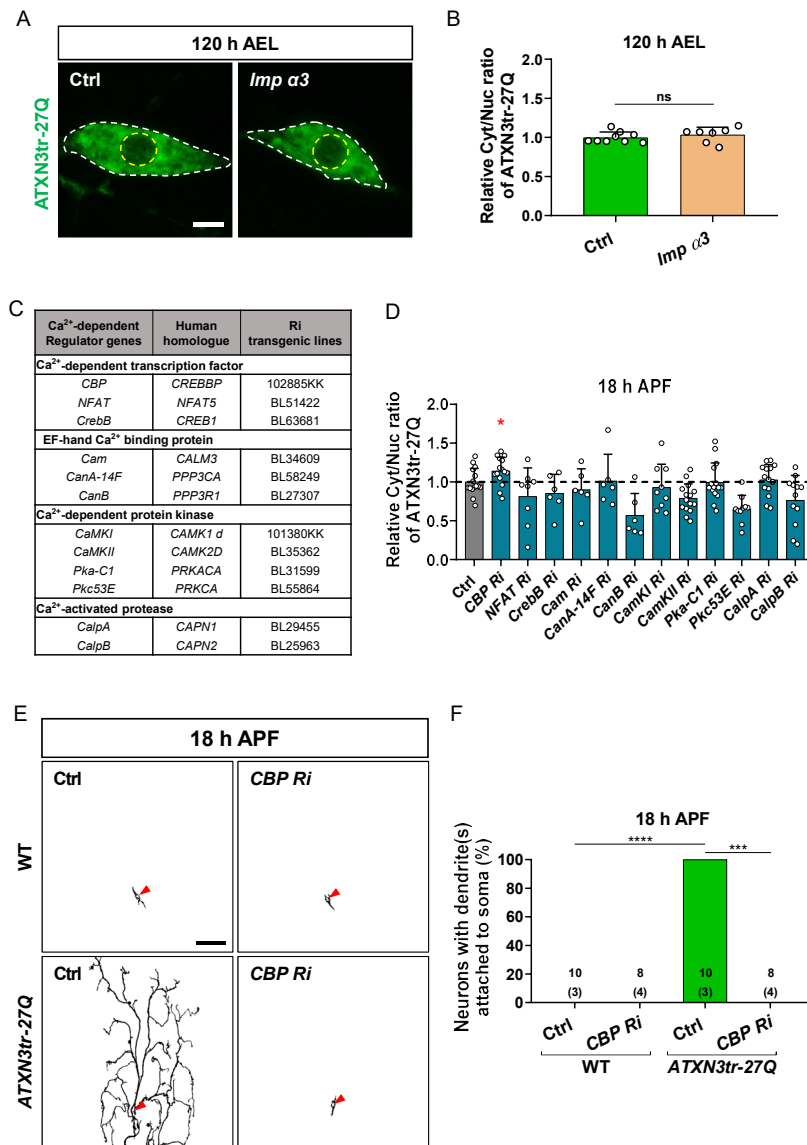 A
120 h AEL
Ctrl
Imp α3
ATXN3tr-27Q
B
120 h AEL
Relative Cyt/Nuc ratio
of ATXN3tr-27Q
2.0
1.5
1.0
0.5
0.0
ns
Ctrl
Imp α3
C
Ca²⁺-dependent Regulator genes | Human homologue | Ri transgenic lines
Ca²⁺-dependent transcription factor
CBP | CREBBP | 102885KK
NFAT | NFAT5 | BL51422
CrebB | CREB1 | BL63681
EF-hand Ca²⁺ binding protein
Cam | CALM3 | BL34609
CanA-14F | PPP3CA | BL58249
CanB | PPP3R1 | BL27307
Ca²⁺-dependent protein kinase
CaMKI | CAMK1 d | 101380KK
CaMKII | CAMK2D | BL35362
Pka-C1 | PRKACA | BL31599
Pkc53E | PRKCA | BL55864
Ca²⁺-activated protease
CalpA | CAPN1 | BL29455
CalpB | CAPN2 | BL25963
D
18 h APF
Relative Cyt/Nuc ratio
of ATXN3tr-27Q
2.0
1.5
1.0
0.5
0.0
*
Ctrl
CBP Ri
NFAT Ri
CrebB Ri
Cam Ri
CanA-14F Ri
CanB Ri
CamKI Ri
CamKII Ri
Pka-C1 Ri
Pkc53E Ri
CalpA Ri
CalpB Ri
E
18 h APF
WT
Ctrl
CBP Ri
ATXN3tr-27Q
Ctrl
CBP Ri
F
18 h APF
Neurons with dendrite(s)
attached to soma (%)
100
80
60
40
20
0
****
***
10 8 10 8
(3) (4) (3) (4)
Ctrl
CBP Ri
Ctrl
CBP Ri
WT
ATXN3tr-27Q